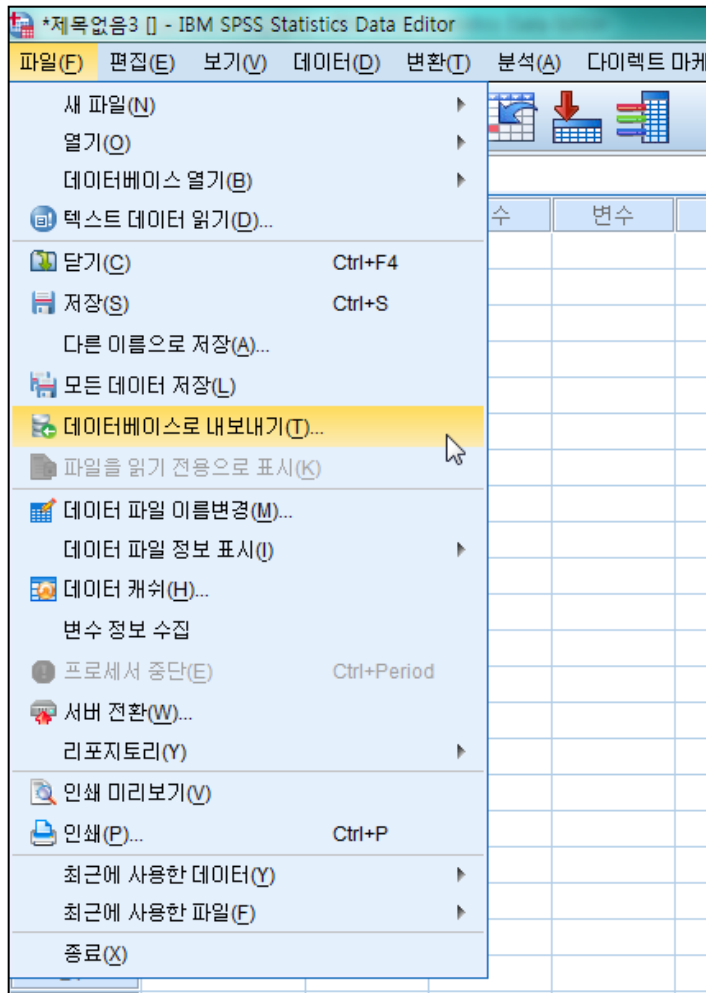 *제목없음3 [] - IBM SPSS Statistics Data Editor
파일(F) 편집(E) 보기(V) 데이터(D) 변환(T) 분석(A) 다이렉트 마케
새 파일(N)
열기(O)
데이터베이스 열기(B)
텍스트 데이터 읽기(D)...
수 변수
닫기(C) Ctrl+F4
저장(S) Ctrl+S
다른 이름으로 저장(A)...
모든 데이터 저장(L)
데이터베이스로 내보내기(T)...
파일을 읽기 전용으로 표시(K)
데이터 파일 이름변경(M)...
데이터 파일 정보 표시(I)
데이터 캐쉬(H)...
변수 정보 수집
프로세서 중단(E) Ctrl+Period
서버 전환(W)...
리포지토리(Y)
인쇄 미리보기(V)
인쇄(P)... Ctrl+P
최근에 사용한 데이터(Y)
최근에 사용한 파일(F)
종료(X)